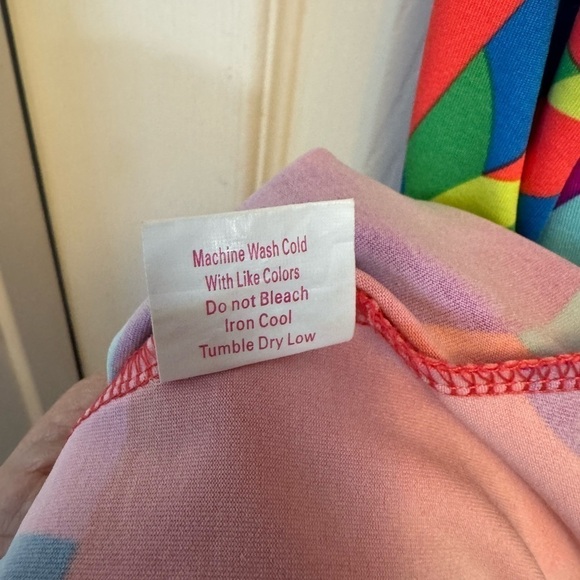 Machine Wash Cold
With Like Colors
Do not Bleach
Iron Cool
Tumble Dry Low